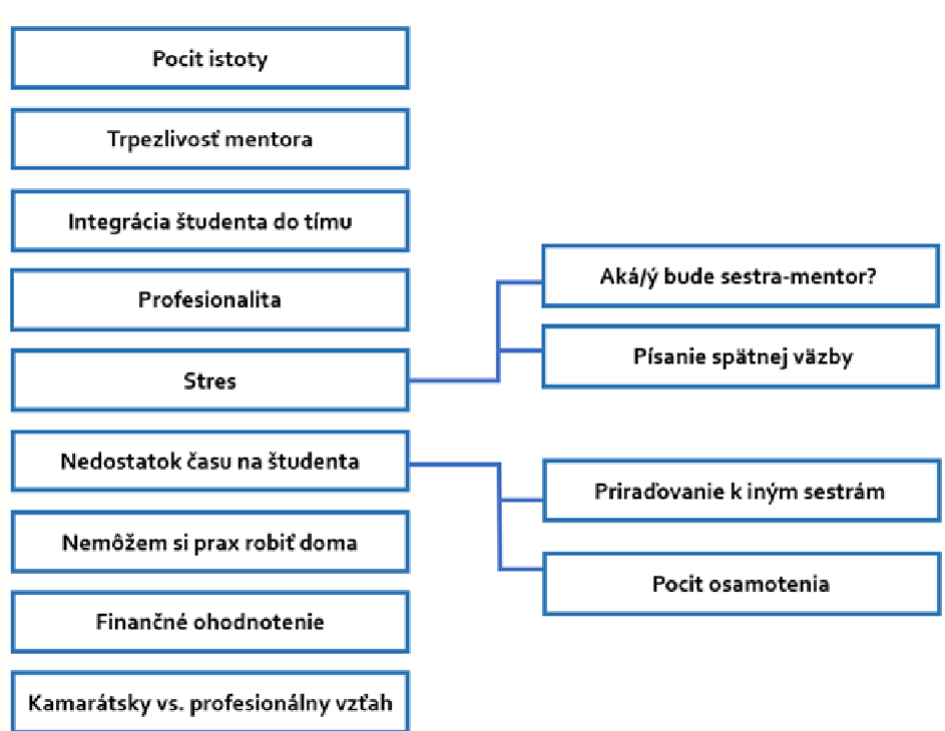 Pocit istoty
Trpezlivosť mentora
Integrácia študenta do tímu
Profesionalita
Stres
Aká/ý bude sestra-mentor?
Písanie spätnej väzby
Nedostatok času na študenta
Priraďovanie k iným sestrám
Pocit osamotenia
Nemôžem si prax robiť doma
Finančné ohodnotenie
Kamarátsky vs. profesionálny vzťah